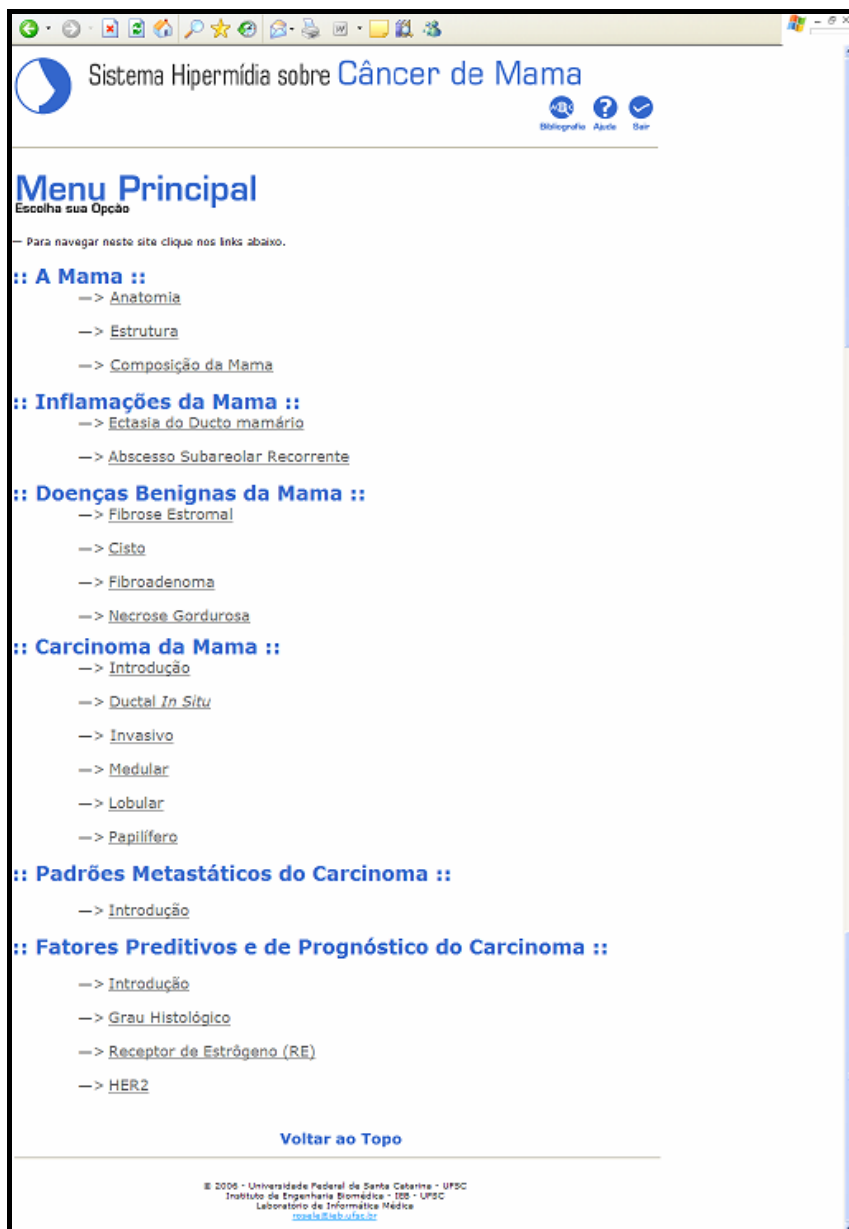 Sistema Hipermídia sobre Câncer de Mama
Bibliografia Ajuda Sair
Menu Principal
Escolha sua Opção
— Para navegar neste site clique nos links abaixo.
:: A Mama ::
—> Anatomia
—> Estrutura
—> Composição da Mama
:: Inflamações da Mama ::
—> Ectasia do Ducto mamário
—> Abscesso Subareolar Recorrente
:: Doenças Benignas da Mama ::
—> Fibrose Estromal
—> Cisto
—> Fibroadenoma
—> Necrose Gordurosa
:: Carcinoma da Mama ::
—> Introdução
—> Ductal In Situ
—> Invasivo
—> Medular
—> Lobular
—> Papilífero
:: Padrões Metastáticos do Carcinoma ::
—> Introdução
:: Fatores Preditivos e de Prognóstico do Carcinoma ::
—> Introdução
—> Grau Histológico
—> Receptor de Estrôgeno (RE)
—> HER2
Voltar ao Topo
2006 - Universidade Federal de Santa Catarina - UFSC
Instituto de Engenharia Biomédica - IEB - UFSC
Laboratório de Informática Médica